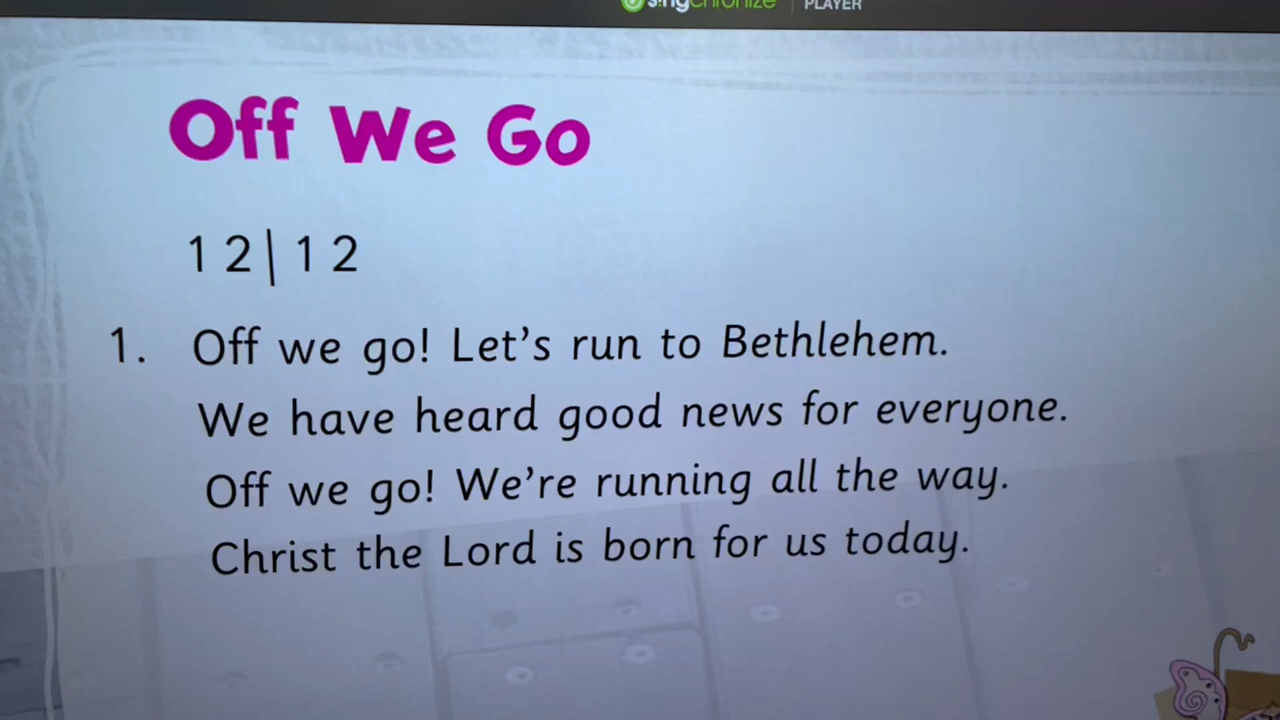 singchronize | PLAYER
Off We Go
1 2 | 1 2
1. Off we go! Let's run to Bethlehem.
We have heard good news for everyone.
Off we go! We're running all the way.
Christ the Lord is born for us today.